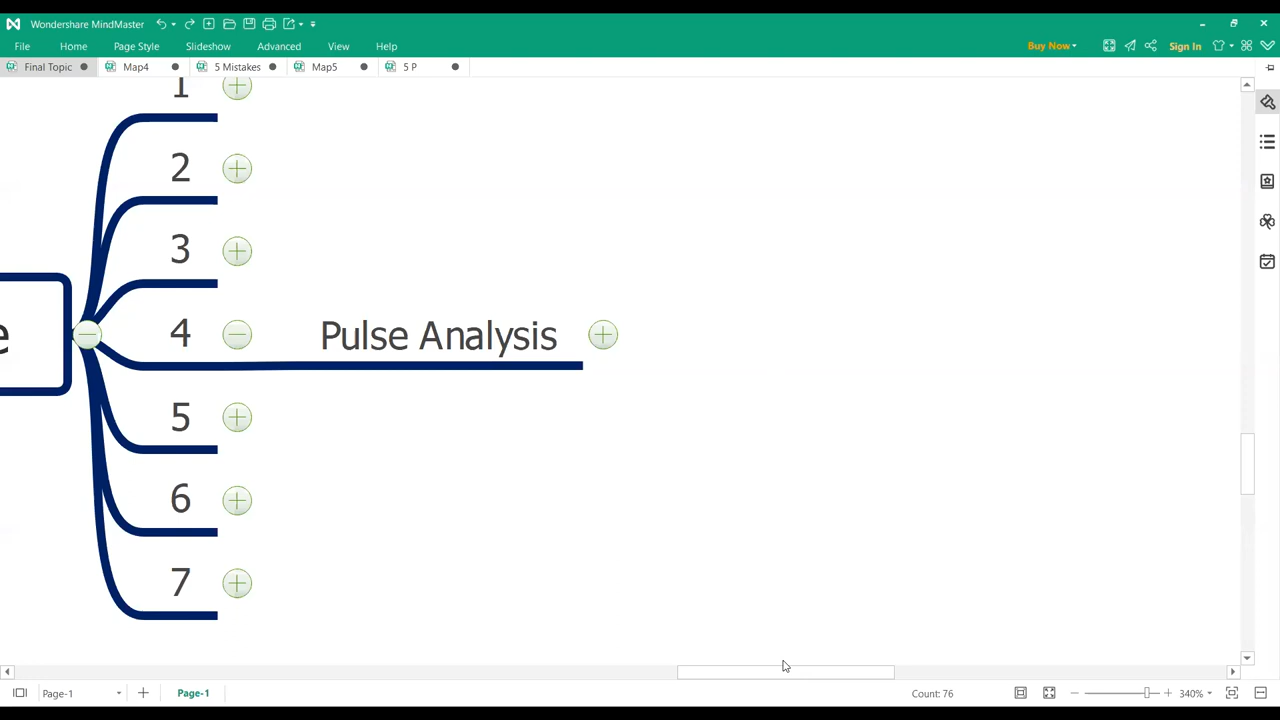 Wondershare MindMaster
File Home Page Style Slideshow Advanced View Help Buy Now Sign In
Final Topic Map4 5 Mistakes Map5 5 P
1
2
3
4 Pulse Analysis
5
6
7
e
Page-1 Page-1 Count: 76 340%